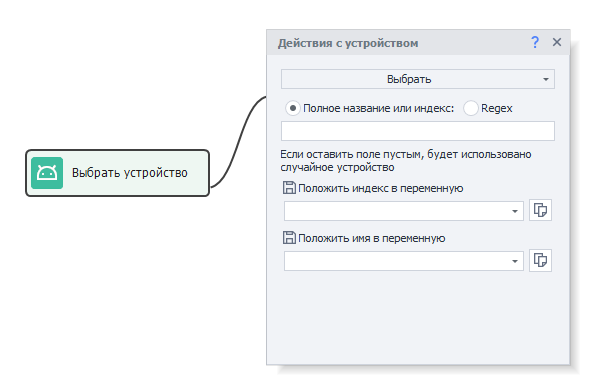 Действия с устройством
?
Выбрать
Полное название или индекс:
Regex
Если оставить поле пустым, будет использовано
случайное устройство
Выбрать устройство
Положить индекс в переменную
Положить имя в переменную